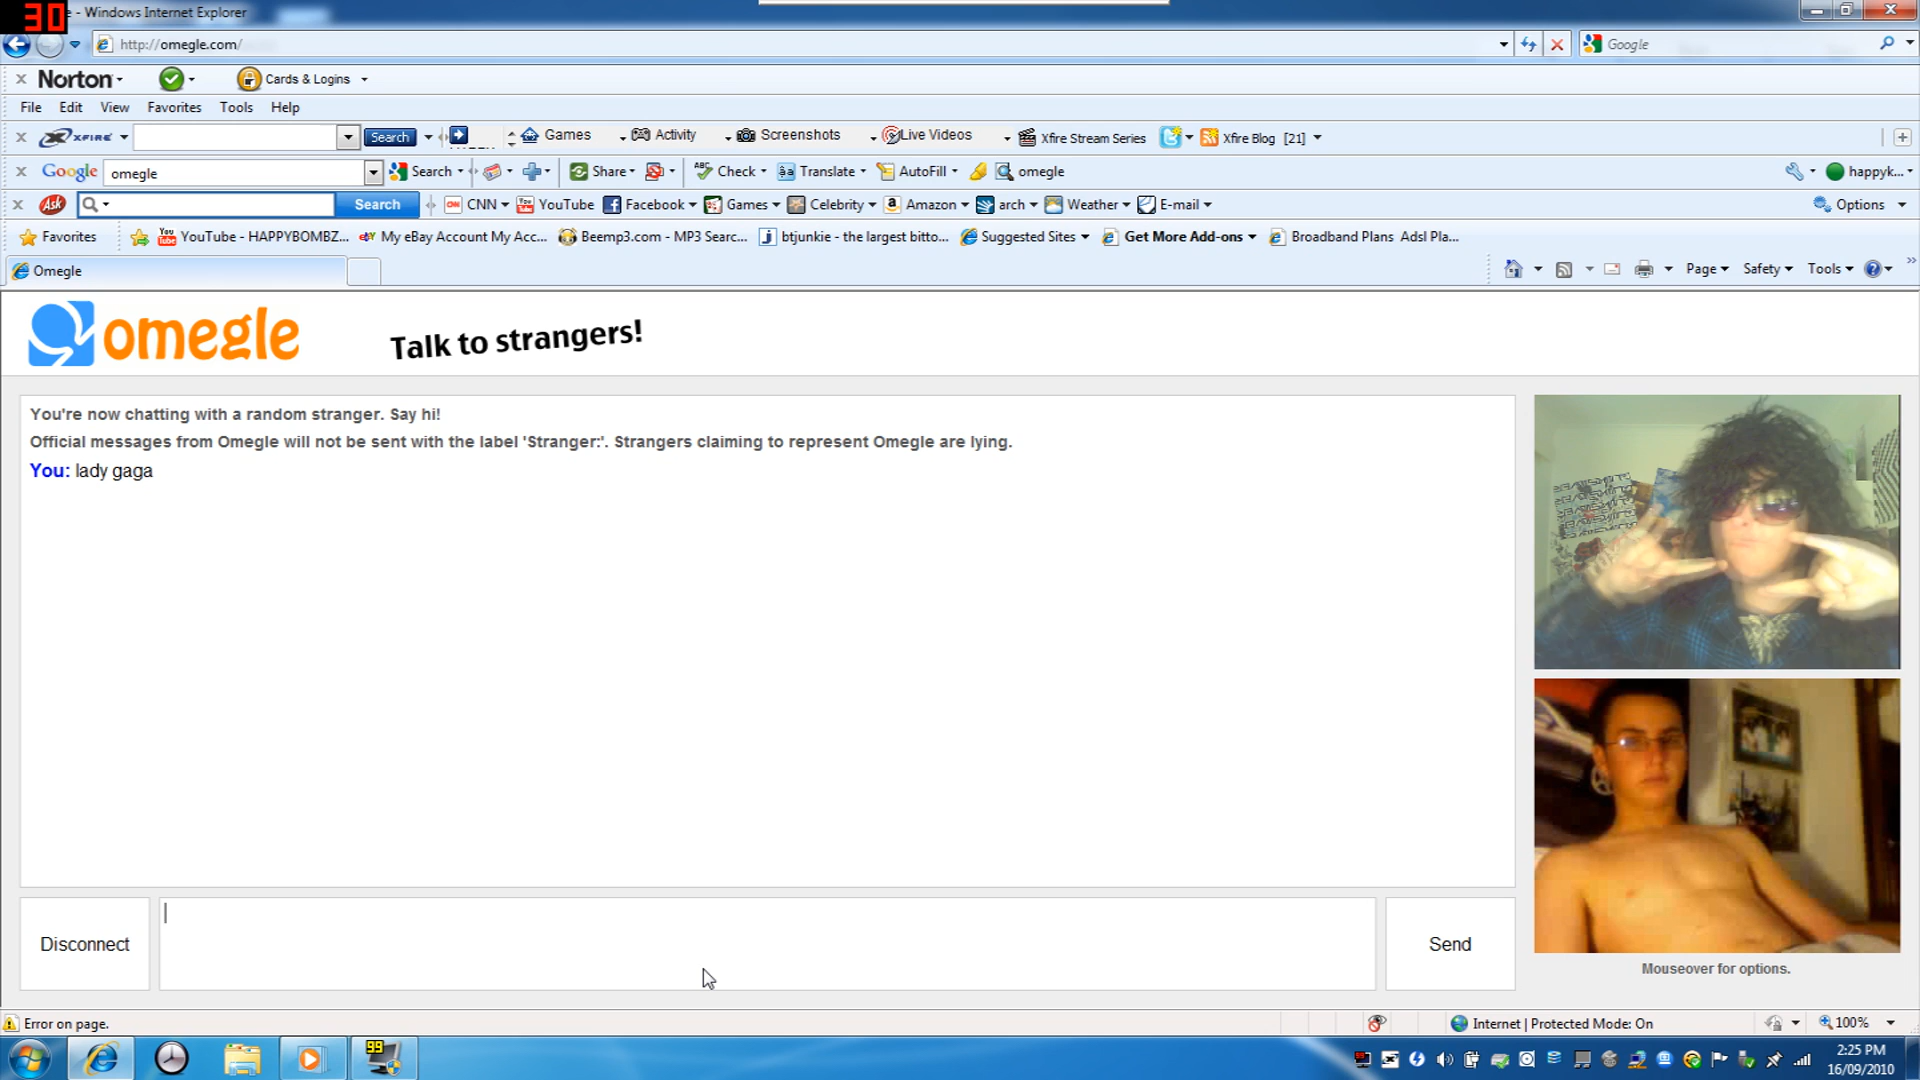 30
e - Windows Internet Explorer
http://omegle.com/
Google
Norton
Cards & Logins
File Edit View Favorites Tools Help
XFIRE Search Games Activity Screenshots Live Videos Xfire Stream Series Xfire Blog [21]
Google omegle Search Share Check Translate AutoFill omegle happyk...
Ask Search CNN YouTube Facebook Games Celebrity Amazon arch Weather E-mail Options
Favorites YouTube - HAPPYBOMBZ... My eBay Account My Acc... Beemp3.com - MP3 Searc... btjunkie - the largest bitto... Suggested Sites Get More Add-ons Broadband Plans Adsl Pla...
Omegle Page Safety Tools
omegle Talk to strangers!
You're now chatting with a random stranger. Say hi!
Official messages from Omegle will not be sent with the label 'Stranger:'. Strangers claiming to represent Omegle are lying.
You: lady gaga
Disconnect
Send
Mouseover for options.
Error on page.
Internet | Protected Mode: On
100%
99
2:25 PM
16/09/2010